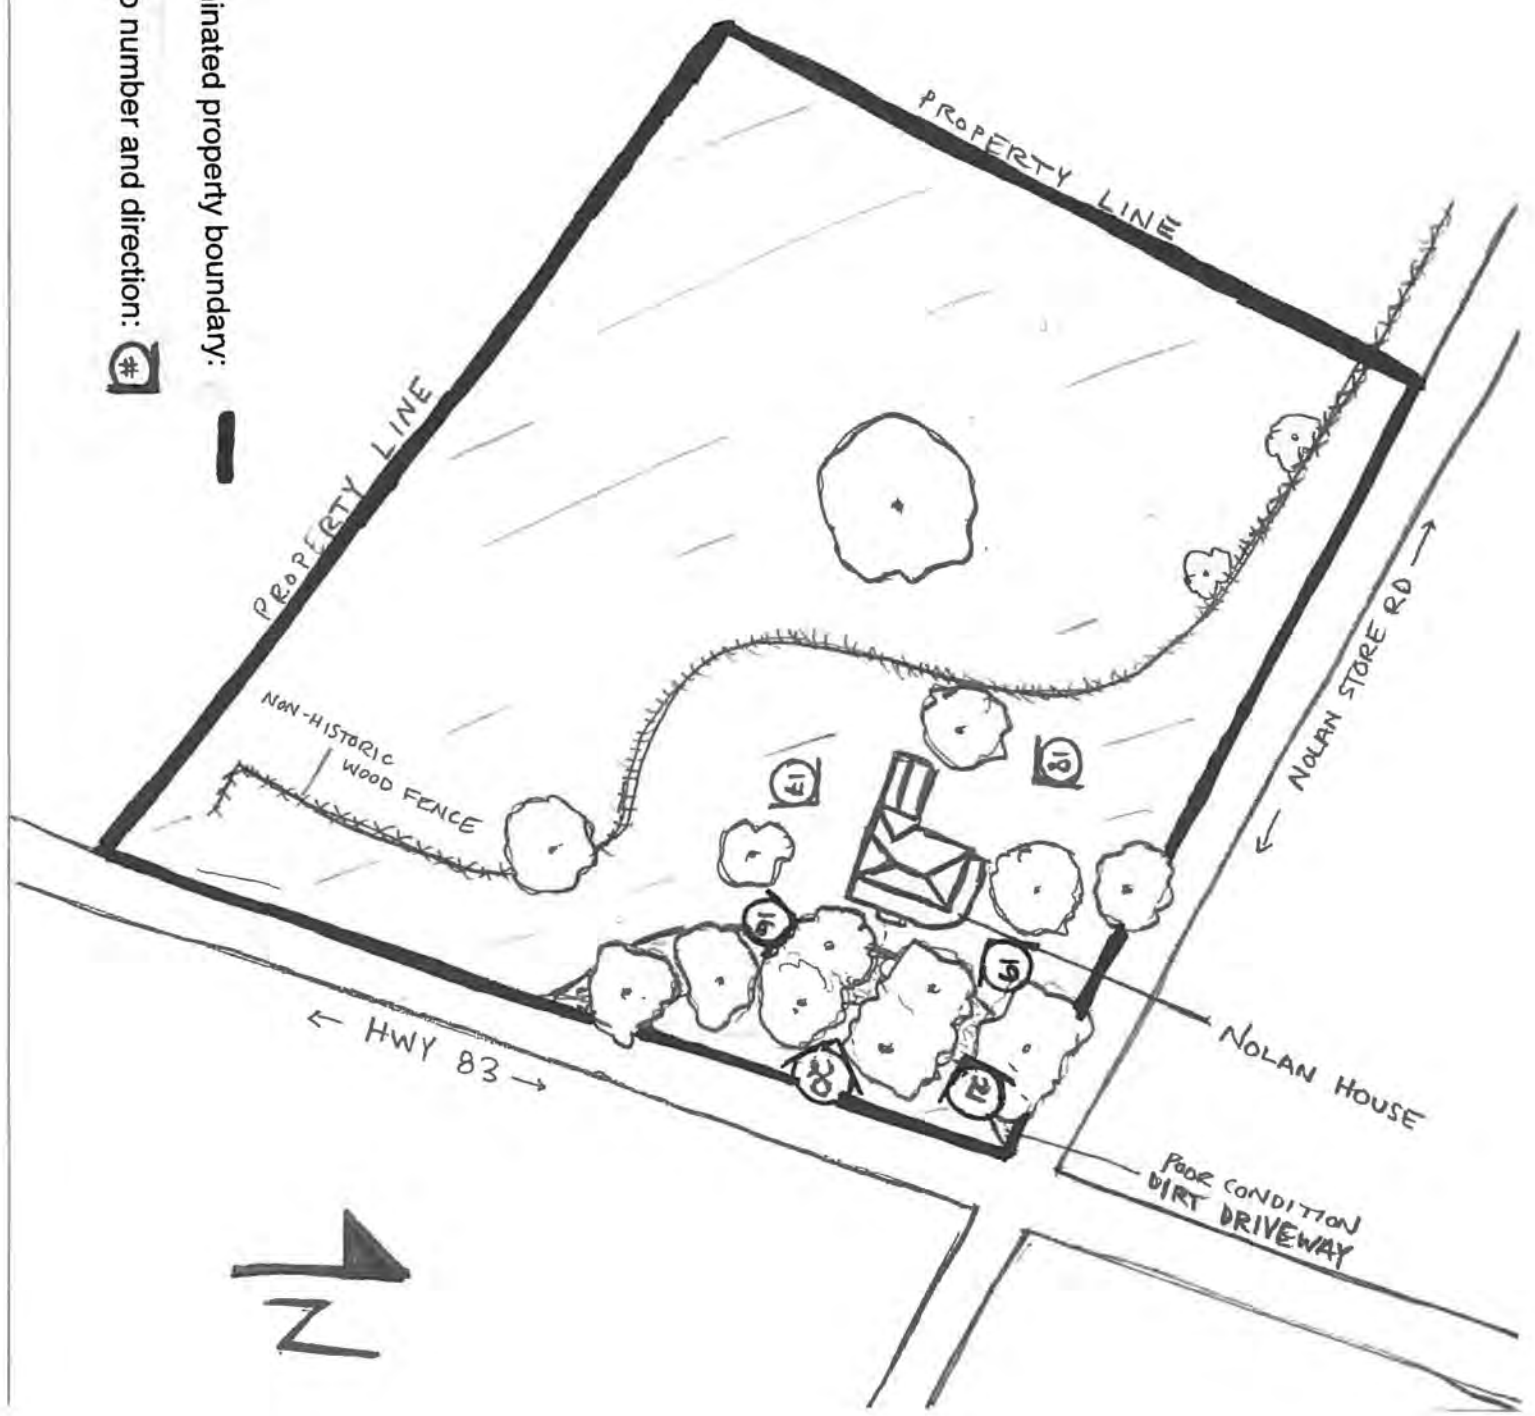 inated property boundary:
number and direction:
#
PROPERTY LINE
PROPERTY LINE
NON-HISTORIC
WOOD FENCE
← NOLAN STORE RD →
17
18
16
19
20
21
NOLAN HOUSE
← HWY 83 →
POOR CONDITION
DIRT DRIVEWAY
N